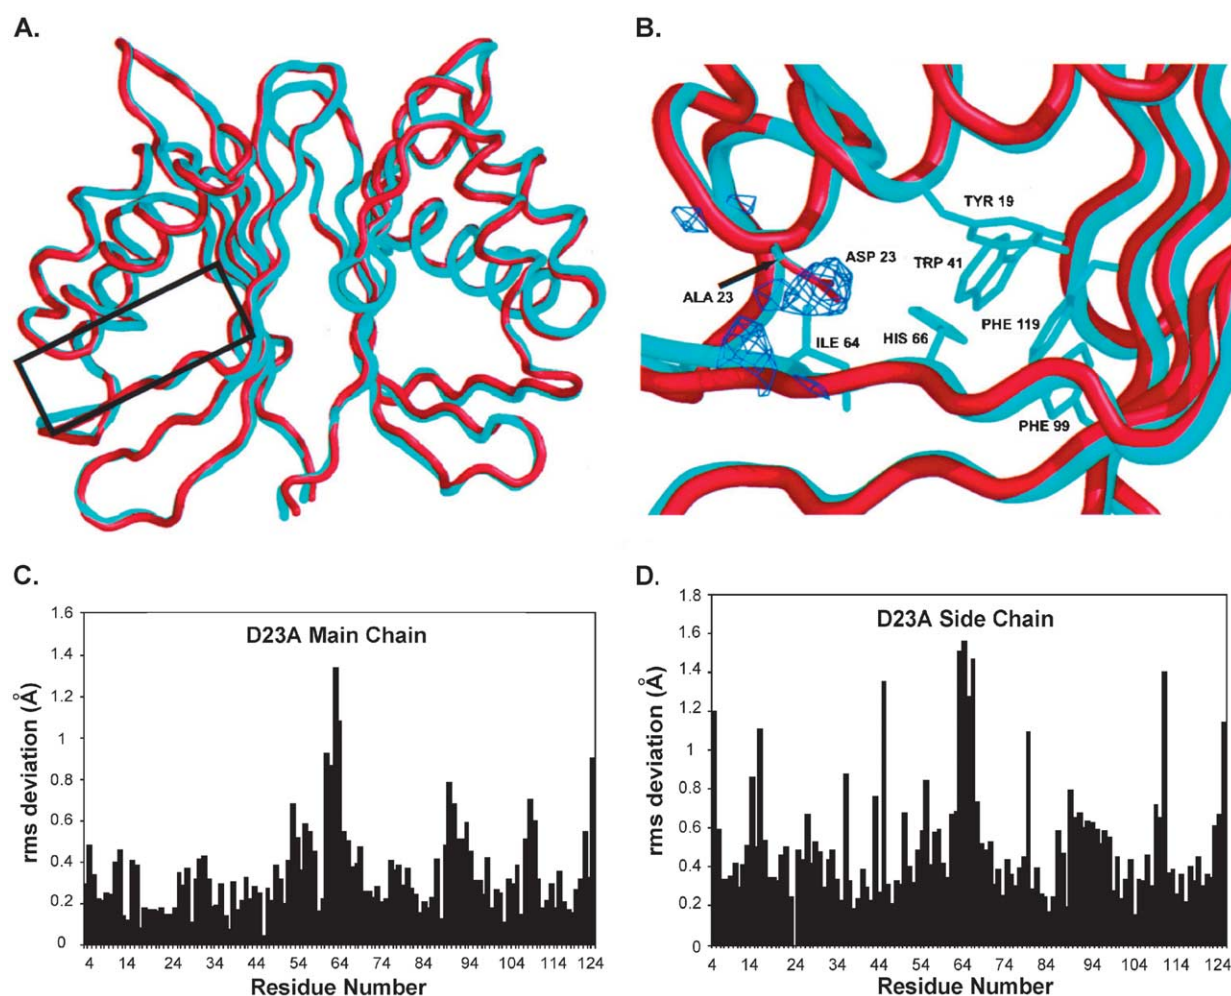 A.
B.
TYR 19
ASP 23
TRP 41
ALA 23
PHE 119
ILE 64
HIS 66
PHE 99
C.
D.
D23A Main Chain
rms deviation (Å)
1.6
1.4
1.2
1
0.8
0.6
0.4
0.2
0
4 14 24 34 44 54 64 74 84 94 104 114 124
Residue Number
D23A Side Chain
rms deviation (Å)
1.8
1.6
1.4
1.2
1
0.8
0.6
0.4
0.2
0
4 14 24 34 44 54 64 74 84 94 104 114 124
Residue Number